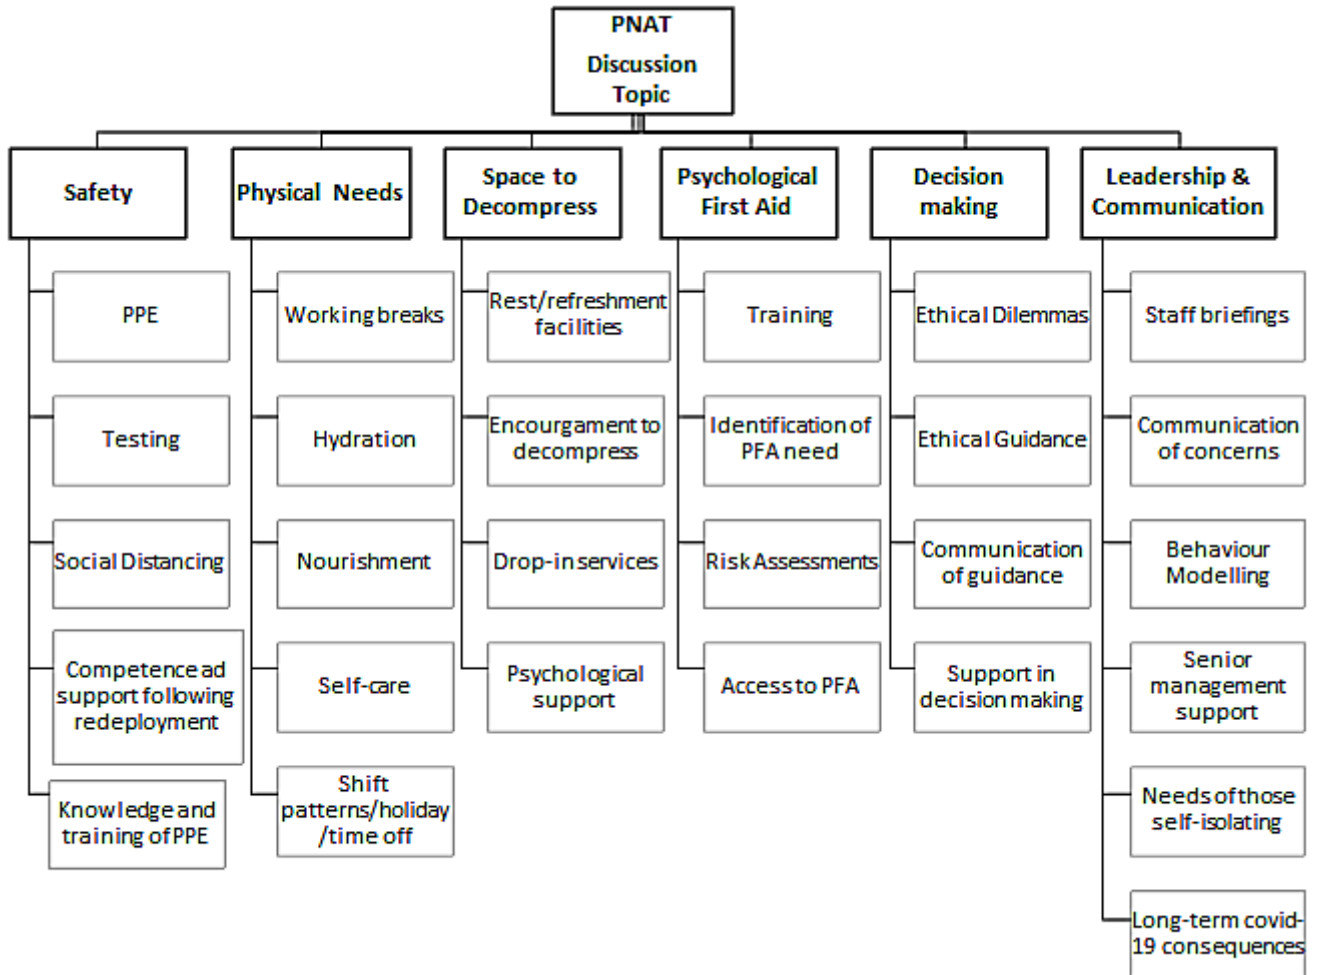 PNAT
Discussion
Topic
Safety
Physical Needs
Space to
Decompress
Psychological
First Aid
Decision
making
Leadership &
Communication
PPE
Testing
Social Distancing
Competence ad
support following
redeployment
Knowledge and
training of PPE
Working breaks
Hydration
Nourishment
Self-care
Shift
patterns/holiday
/time off
Rest/refreshment
facilities
Encourgament to
decompress
Drop-in services
Psychological
support
Training
Identification of
PFA need
Risk Assessments
Access to PFA
Ethical Dilemmas
Ethical Guidance
Communication
of guidance
Support in
decision making
Staff briefings
Communication
of concerns
Behaviour
Modelling
Senior
management
support
Needs of those
self-isolating
Long-term covid-
19 consequences